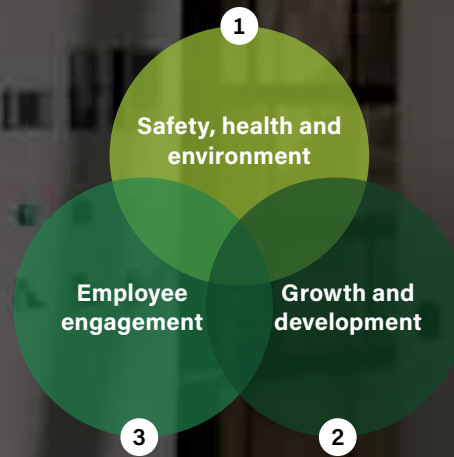 1
Safety, health and
environment
Employee
engagement
Growth and
development
3
2